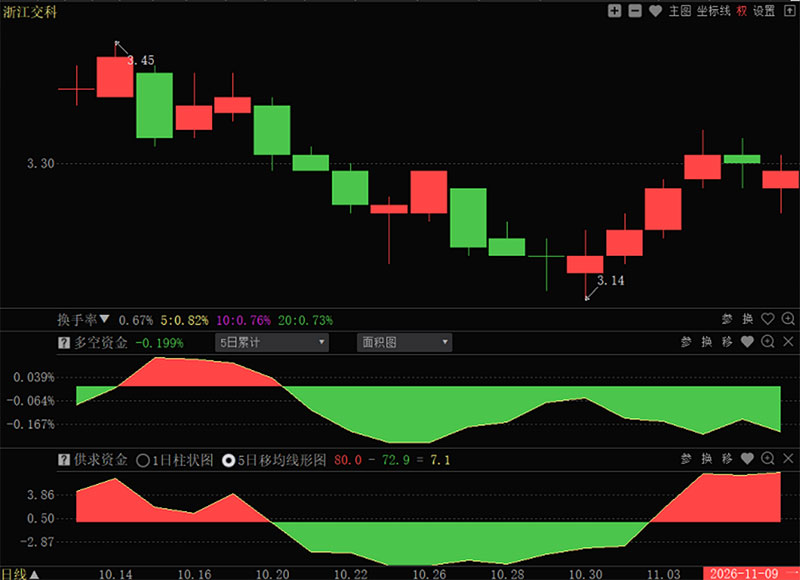 浙江交科
主图 坐标线 权 设置
3.45
3.30
3.14
换手率▼ 0.67% 5:0.82% 10:0.76% 20:0.73% 参 换
? 多空资金 -0.199% 5日累计 ▼ 面积图 ▼ 参 换 移
0.039%
-0.064%
-0.167%
? 供求资金 1日柱状图 5日移均线形图 80.0 - 72.9 = 7.1 参 换 移
3.86
0.50
-2.87
日线▲ 10.14 10.16 10.20 10.22 10.26 10.28 10.30 11.03 2026-11-09 一